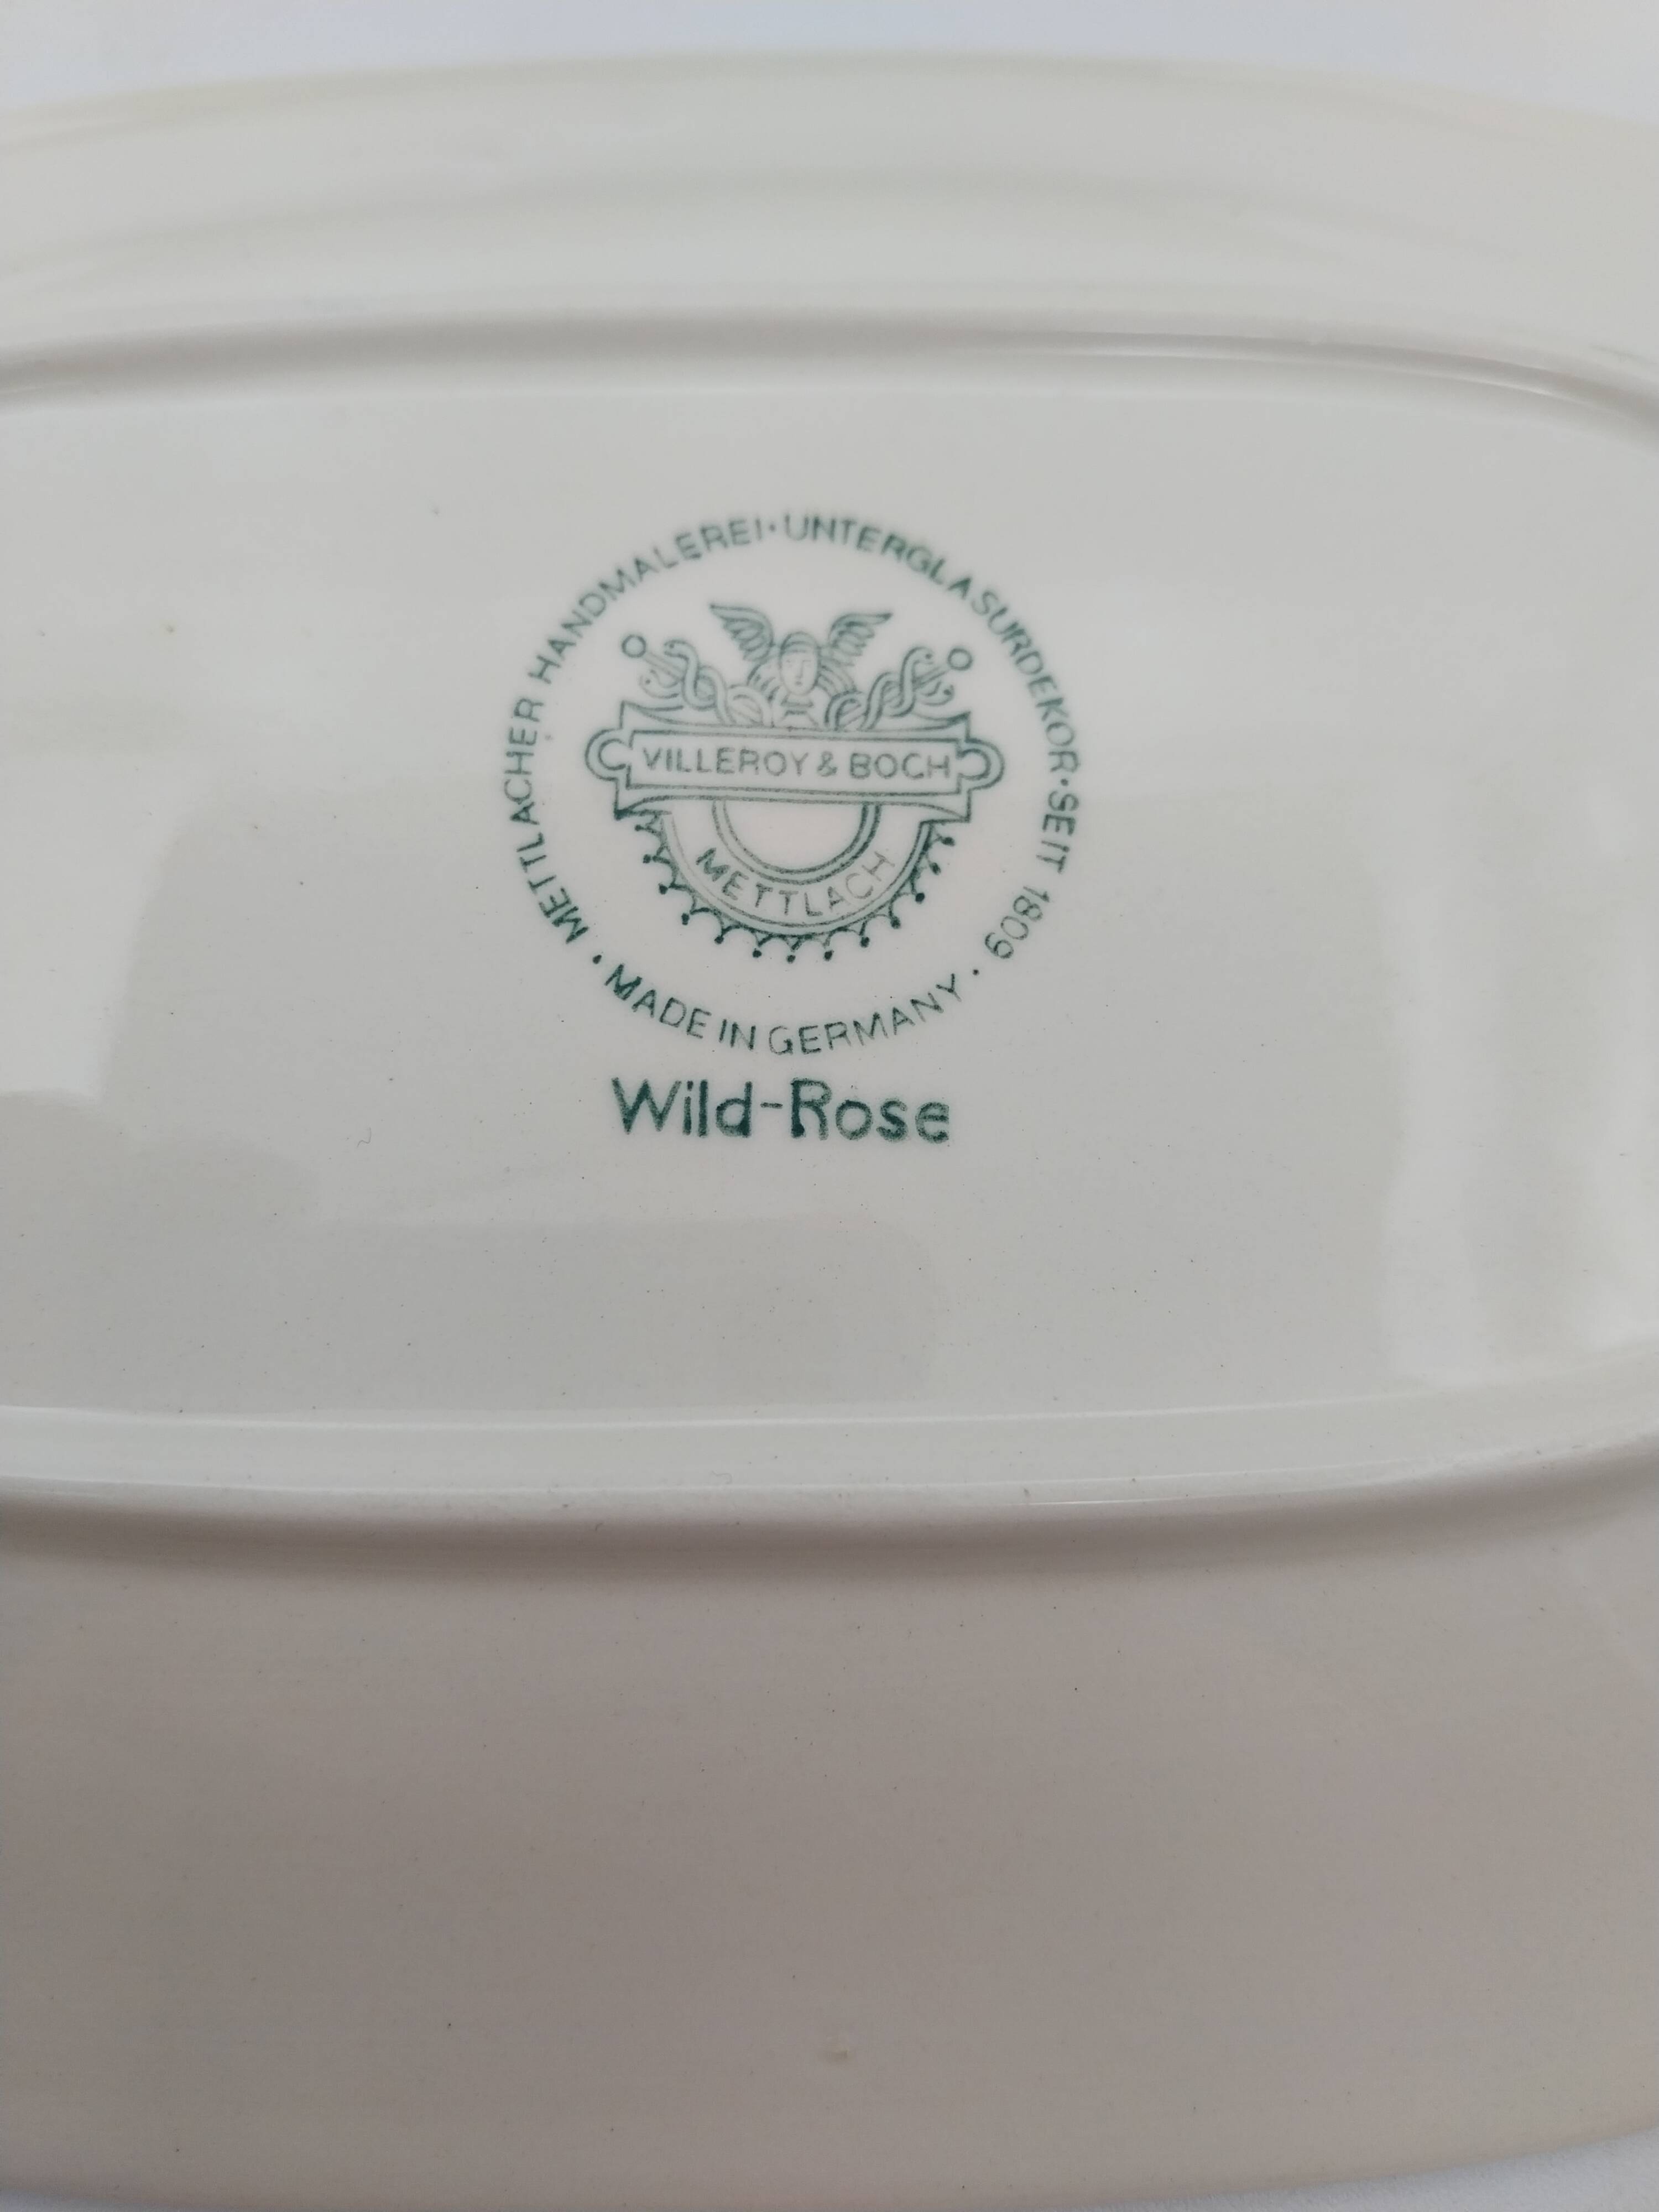 METTLACHER HANDMALEREI · UNTERGLASURDEKOR · SEIT 1809
VILLEROY & BOCH
METTLACH
· MADE IN GERMANY ·
Wild-Rose